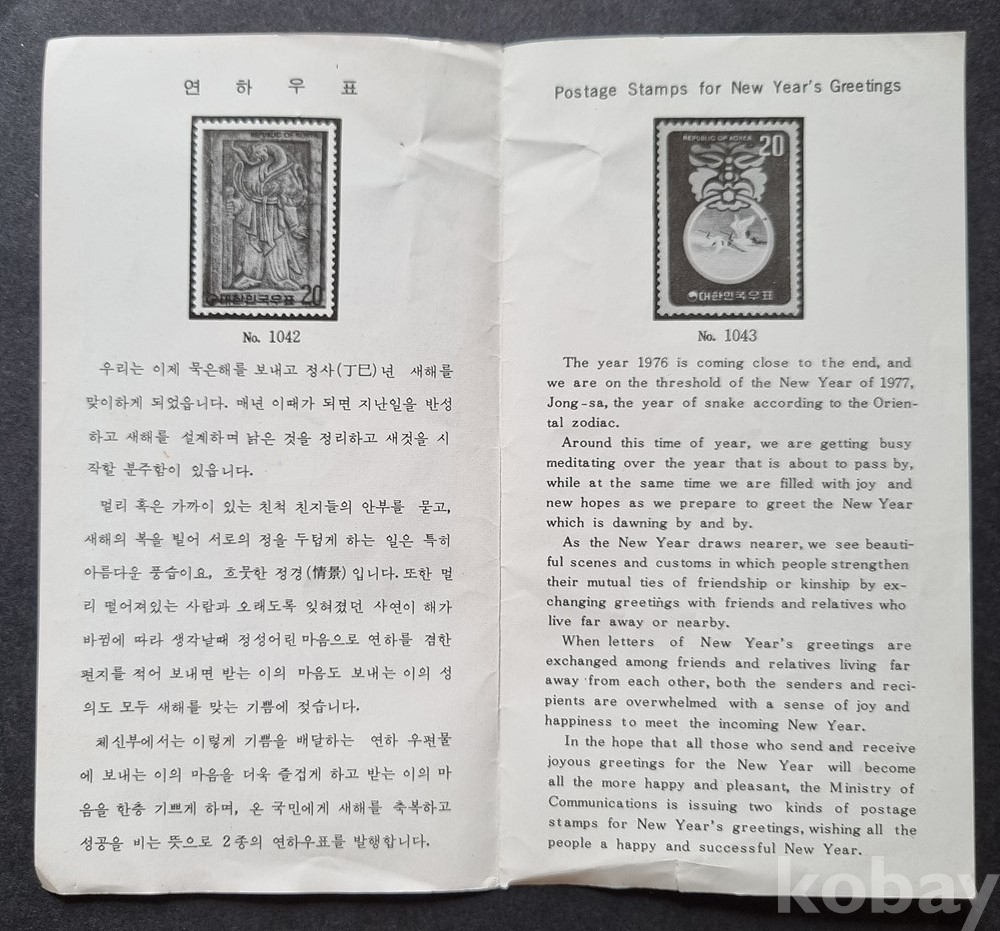 연 하 우 표
REPUBLIC OF KOREA
대한민국우표 20
No. 1042
우리는 이제 묵은해를 보내고 정사(丁巳)년 새해를
맞이하게 되었읍니다. 매년 이때가 되면 지난일을 반성
하고 새해를 설계하며 낡은 것을 정리하고 새것을 시
작할 분주함이 있읍니다.
멀리 혹은 가까이 있는 친척 친지들의 안부를 묻고,
새해의 복을 빌어 서로의 정을 두텁게 하는 일은 특히
아름다운 풍습이요, 흐뭇한 정경(情景)입니다. 또한 멀
리 떨어져있는 사람과 오래도록 잊혀졌던 사연이 해가
바뀜에 따라 생각날때 정성어린 마음으로 연하를 겸한
편지를 적어 보내면 받는 이의 마음도 보내는 이의 성
의도 모두 새해를 맞는 기쁨에 젖습니다.
체신부에서는 이렇게 기쁨을 배달하는 연하 우편물
에 보내는 이의 마음을 더욱 즐겁게 하고 받는 이의 마
음을 한층 기쁘게 하며, 온 국민에게 새해를 축복하고
성공을 비는 뜻으로 2종의 연하우표를 발행합니다.
Postage Stamps for New Year's Greetings
REPUBLIC OF KOREA 20
대한민국우표
No. 1043
The year 1976 is coming close to the end, and
we are on the threshold of the New Year of 1977,
Jong-sa, the year of snake according to the Orien-
tal zodiac.
Around this time of year, we are getting busy
meditating over the year that is about to pass by,
while at the same time we are filled with joy and
new hopes as we prepare to greet the New Year
which is dawning by and by.
As the New Year draws nearer, we see beauti-
ful scenes and customs in which people strengthen
their mutual ties of friendship or kinship by ex-
changing greetings with friends and relatives who
live far away or nearby.
When letters of New Year's greetings are
exchanged among friends and relatives living far
away from each other, both the senders and reci-
pients are overwhelmed with a sense of joy and
happiness to meet the incoming New Year.
In the hope that all those who send and receive
joyous greetings for the New Year will become
all the more happy and pleasant, the Ministry of
Communications is issuing two kinds of postage
stamps for New Year's greetings, wishing all the
people a happy and successful New Year.
kobay